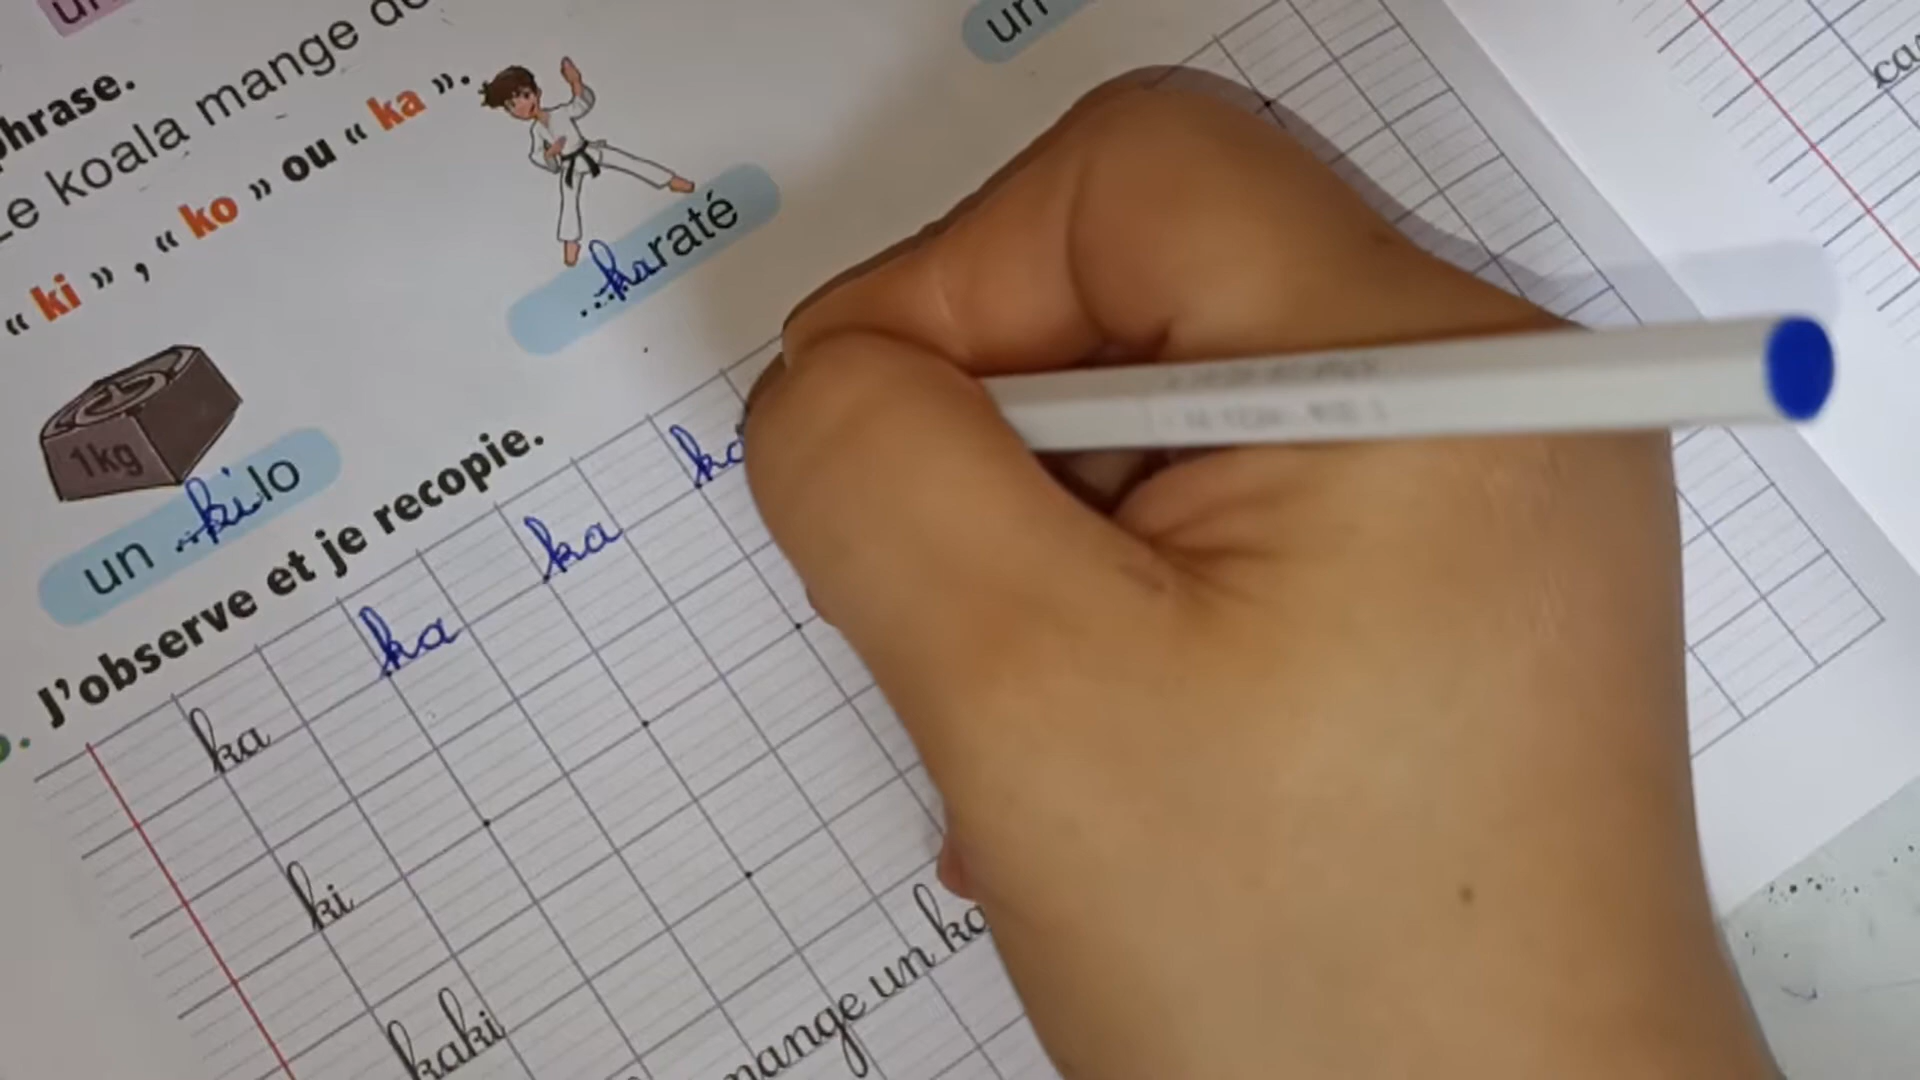 un
phrase.
Le koala mange de
un
« ki » , « ko » ou « ka ».
...karaté
1kg
un ...kilo
J'observe et je recopie.
ka ka ka ka
ki
kaki
mange un